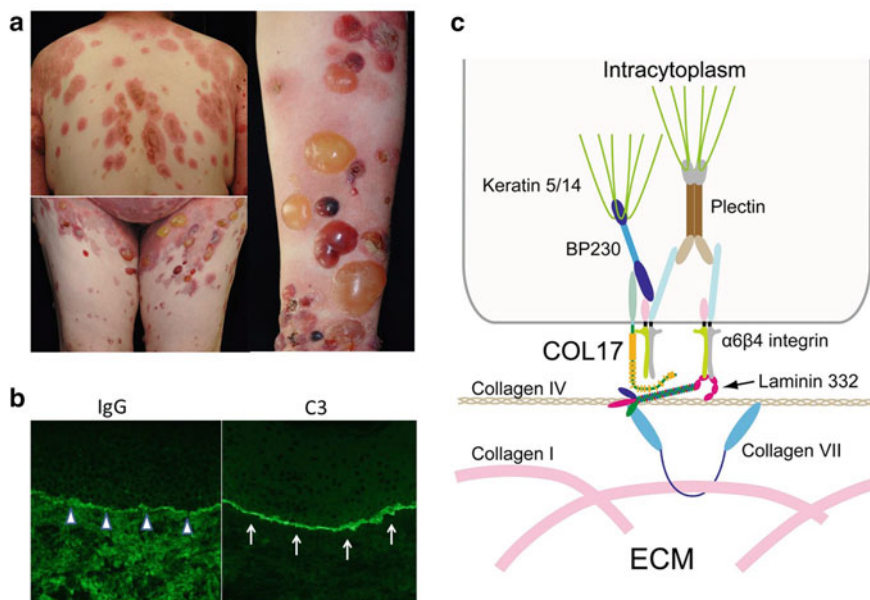 a
b
IgG
C3
c
Intracytoplasm
Keratin 5/14
Plectin
BP230
COL17
α6β4 integrin
Collagen IV
Laminin 332
Collagen I
Collagen VII
ECM